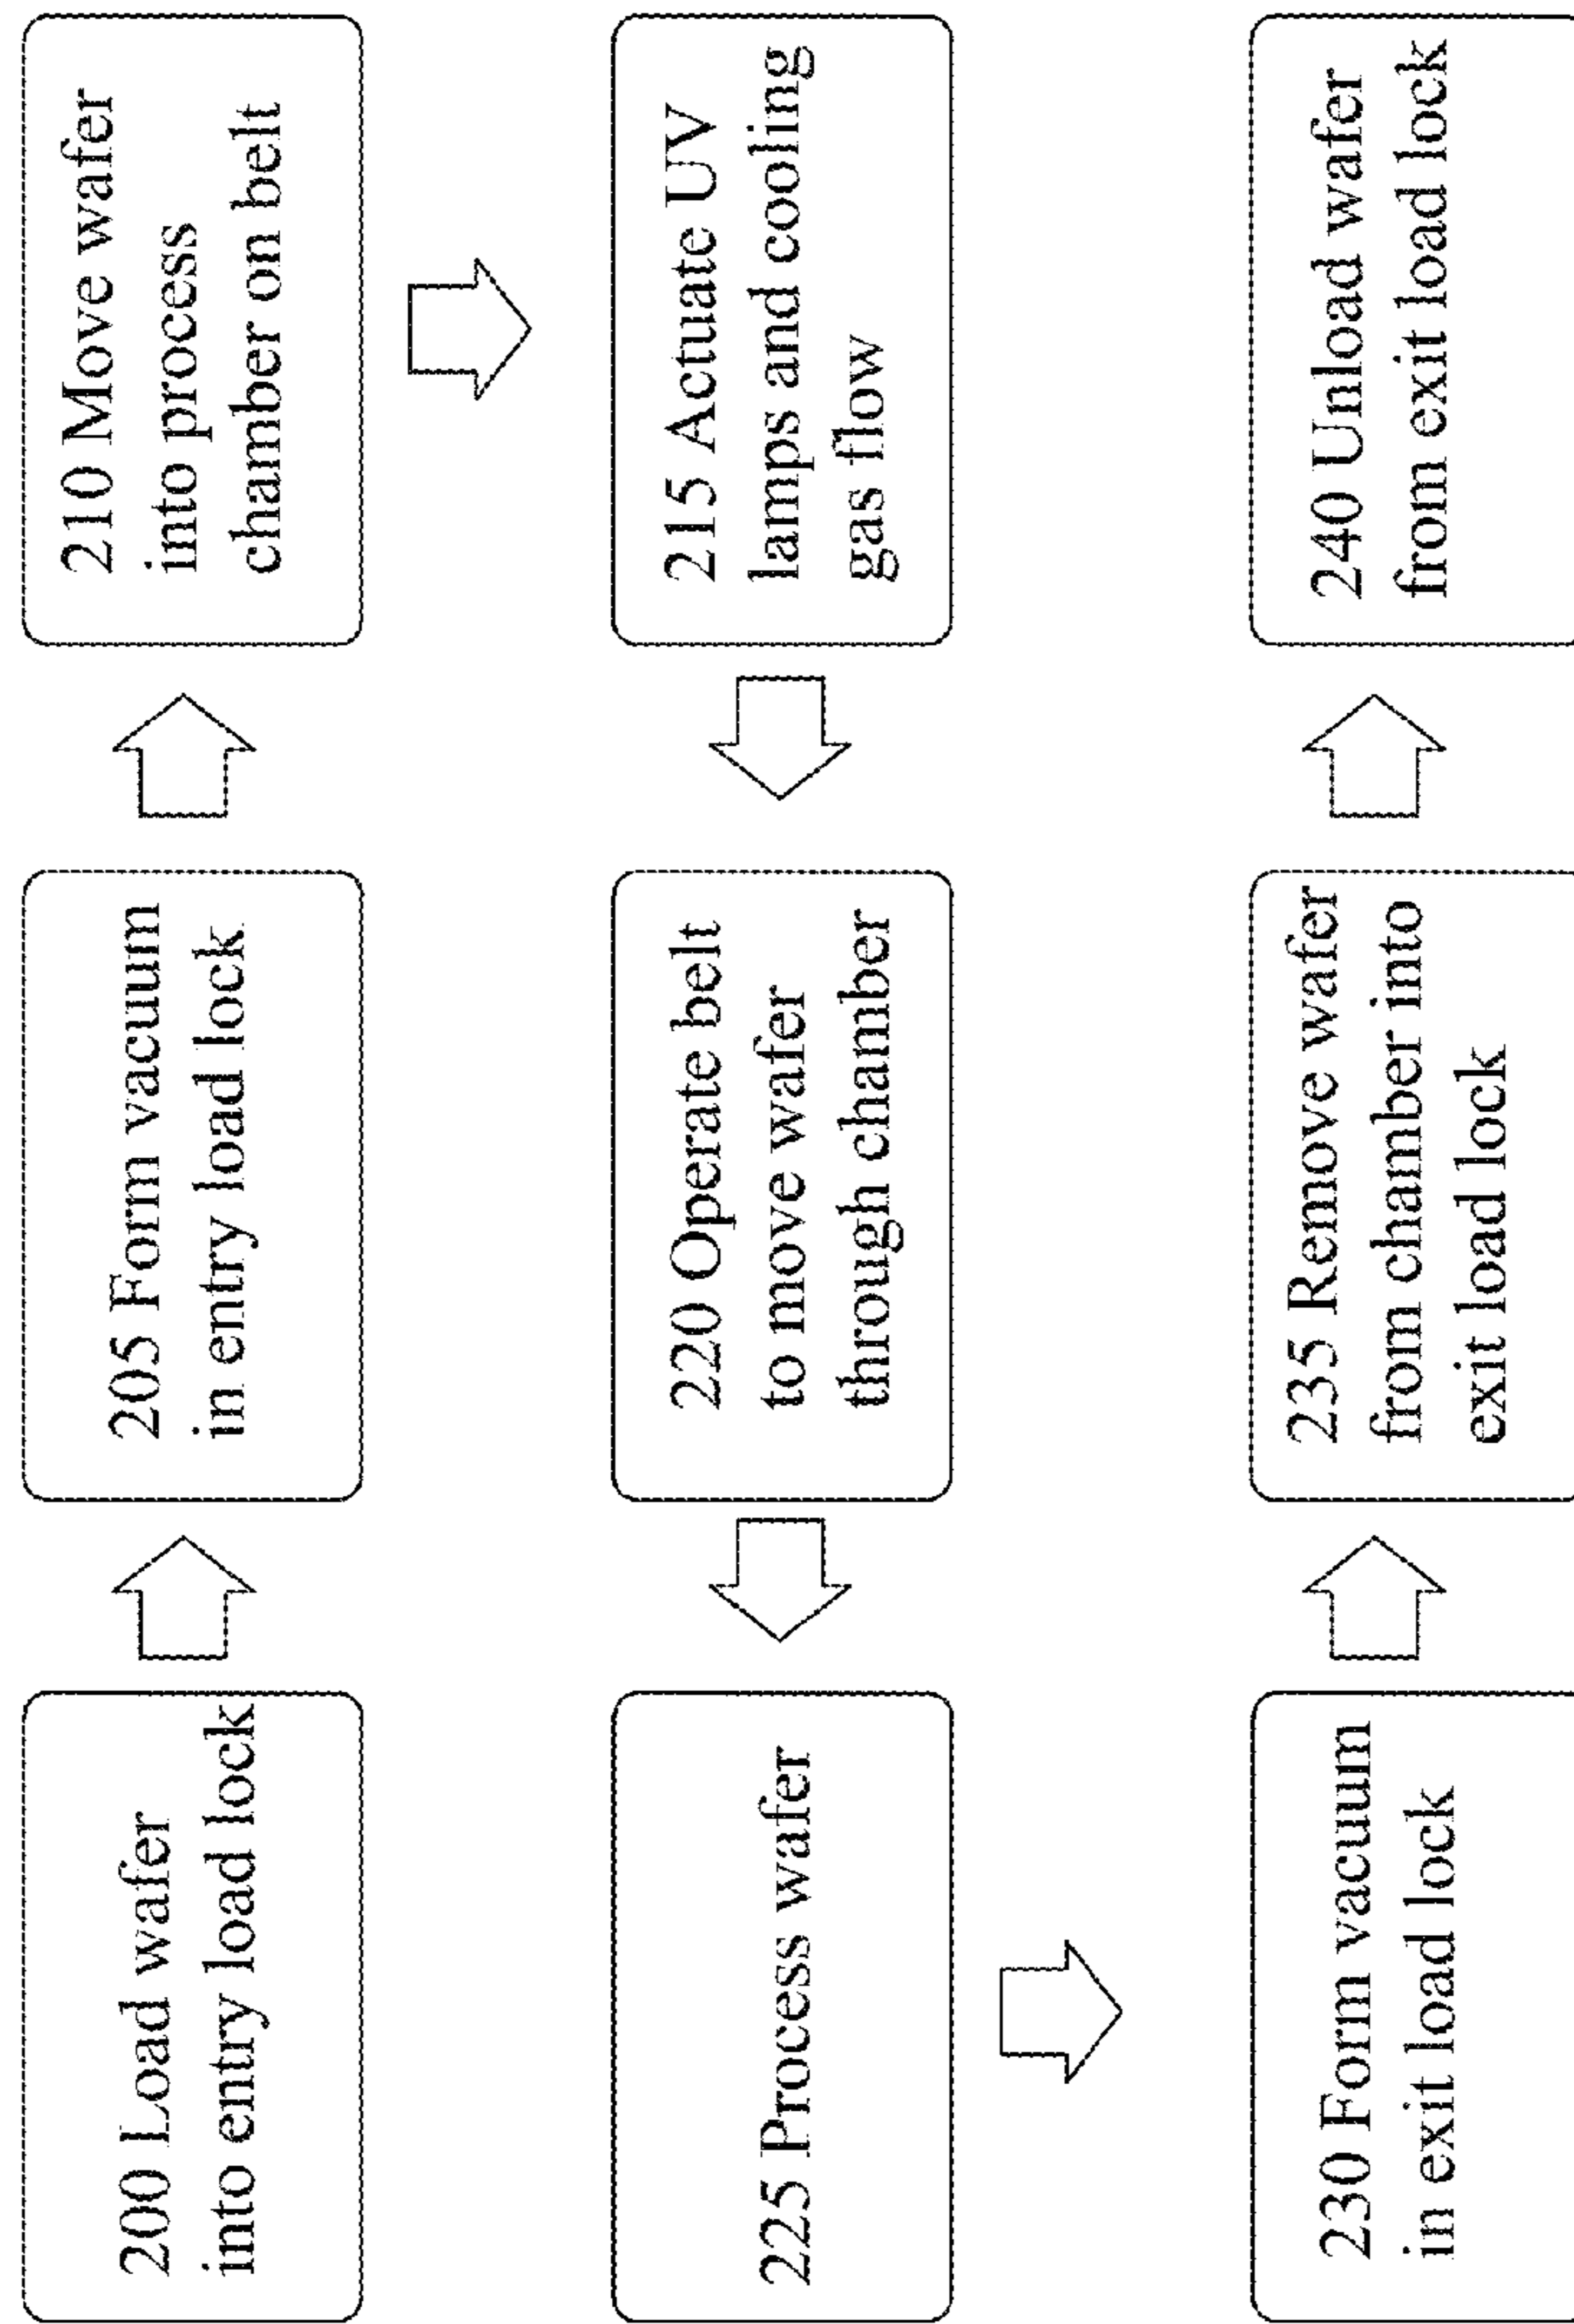 200 Load wafer
into entry load lock
205 Form vacuum
in entry load lock
210 Move wafer
into process
chamber on belt
215 Actuate UV
lamps and cooling
gas flow
220 Operate belt
to move wafer
through chamber
225 Process wafer
230 Form vacuum
in exit load lock
235 Remove wafer
from chamber into
exit load lock
240 Unload wafer
from exit load lock